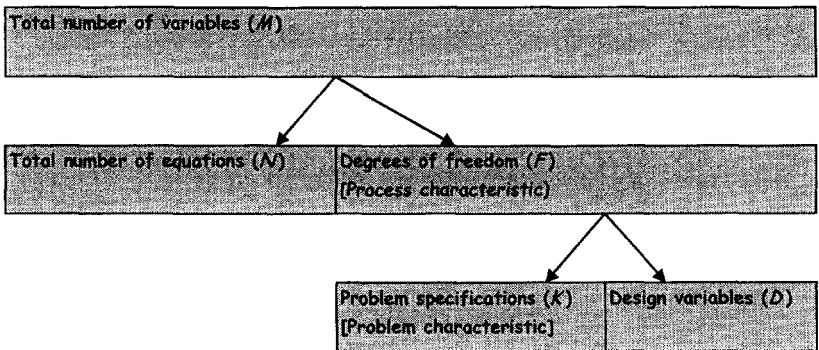 Total number of variables (M)
Total number of equations (N)
Degrees of freedom (F)
[Process characteristic)
Problem specifications (K)
[Problem characteristic]
Design variables (D)